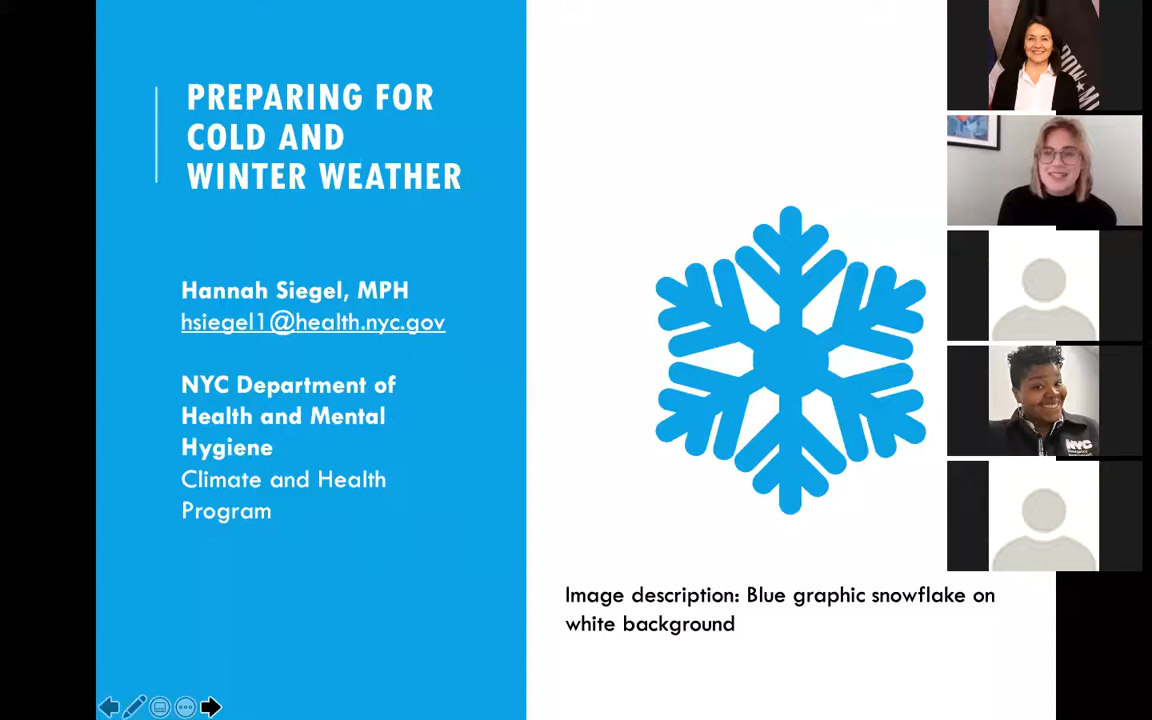 PREPARING FOR
COLD AND
WINTER WEATHER
Hannah Siegel, MPH
hsiegel1@health.nyc.gov
NYC Department of
Health and Mental
Hygiene
Climate and Health
Program
Image description: Blue graphic snowflake on
white background
NYC